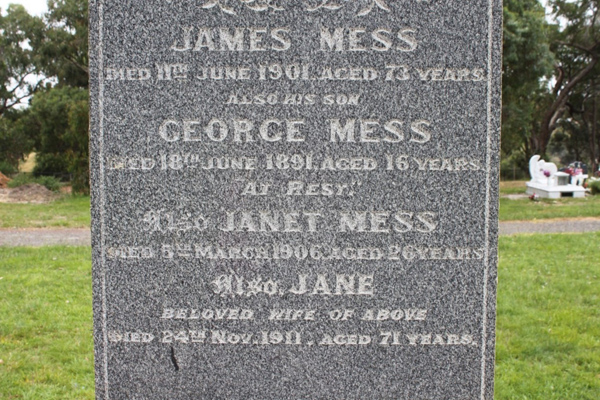 JAMES MESS
DIED 11TH JUNE 1901, AGED 73 YEARS.
ALSO HIS SON
GEORGE MESS
DIED 18TH JUNE 1891, AGED 16 YEARS.
AT REST.
Also JANET MESS
DIED 5TH MARCH 1906, AGED 26 YEARS
Also JANE
BELOVED WIFE OF ABOVE
DIED 24TH NOV. 1911, AGED 71 YEARS.